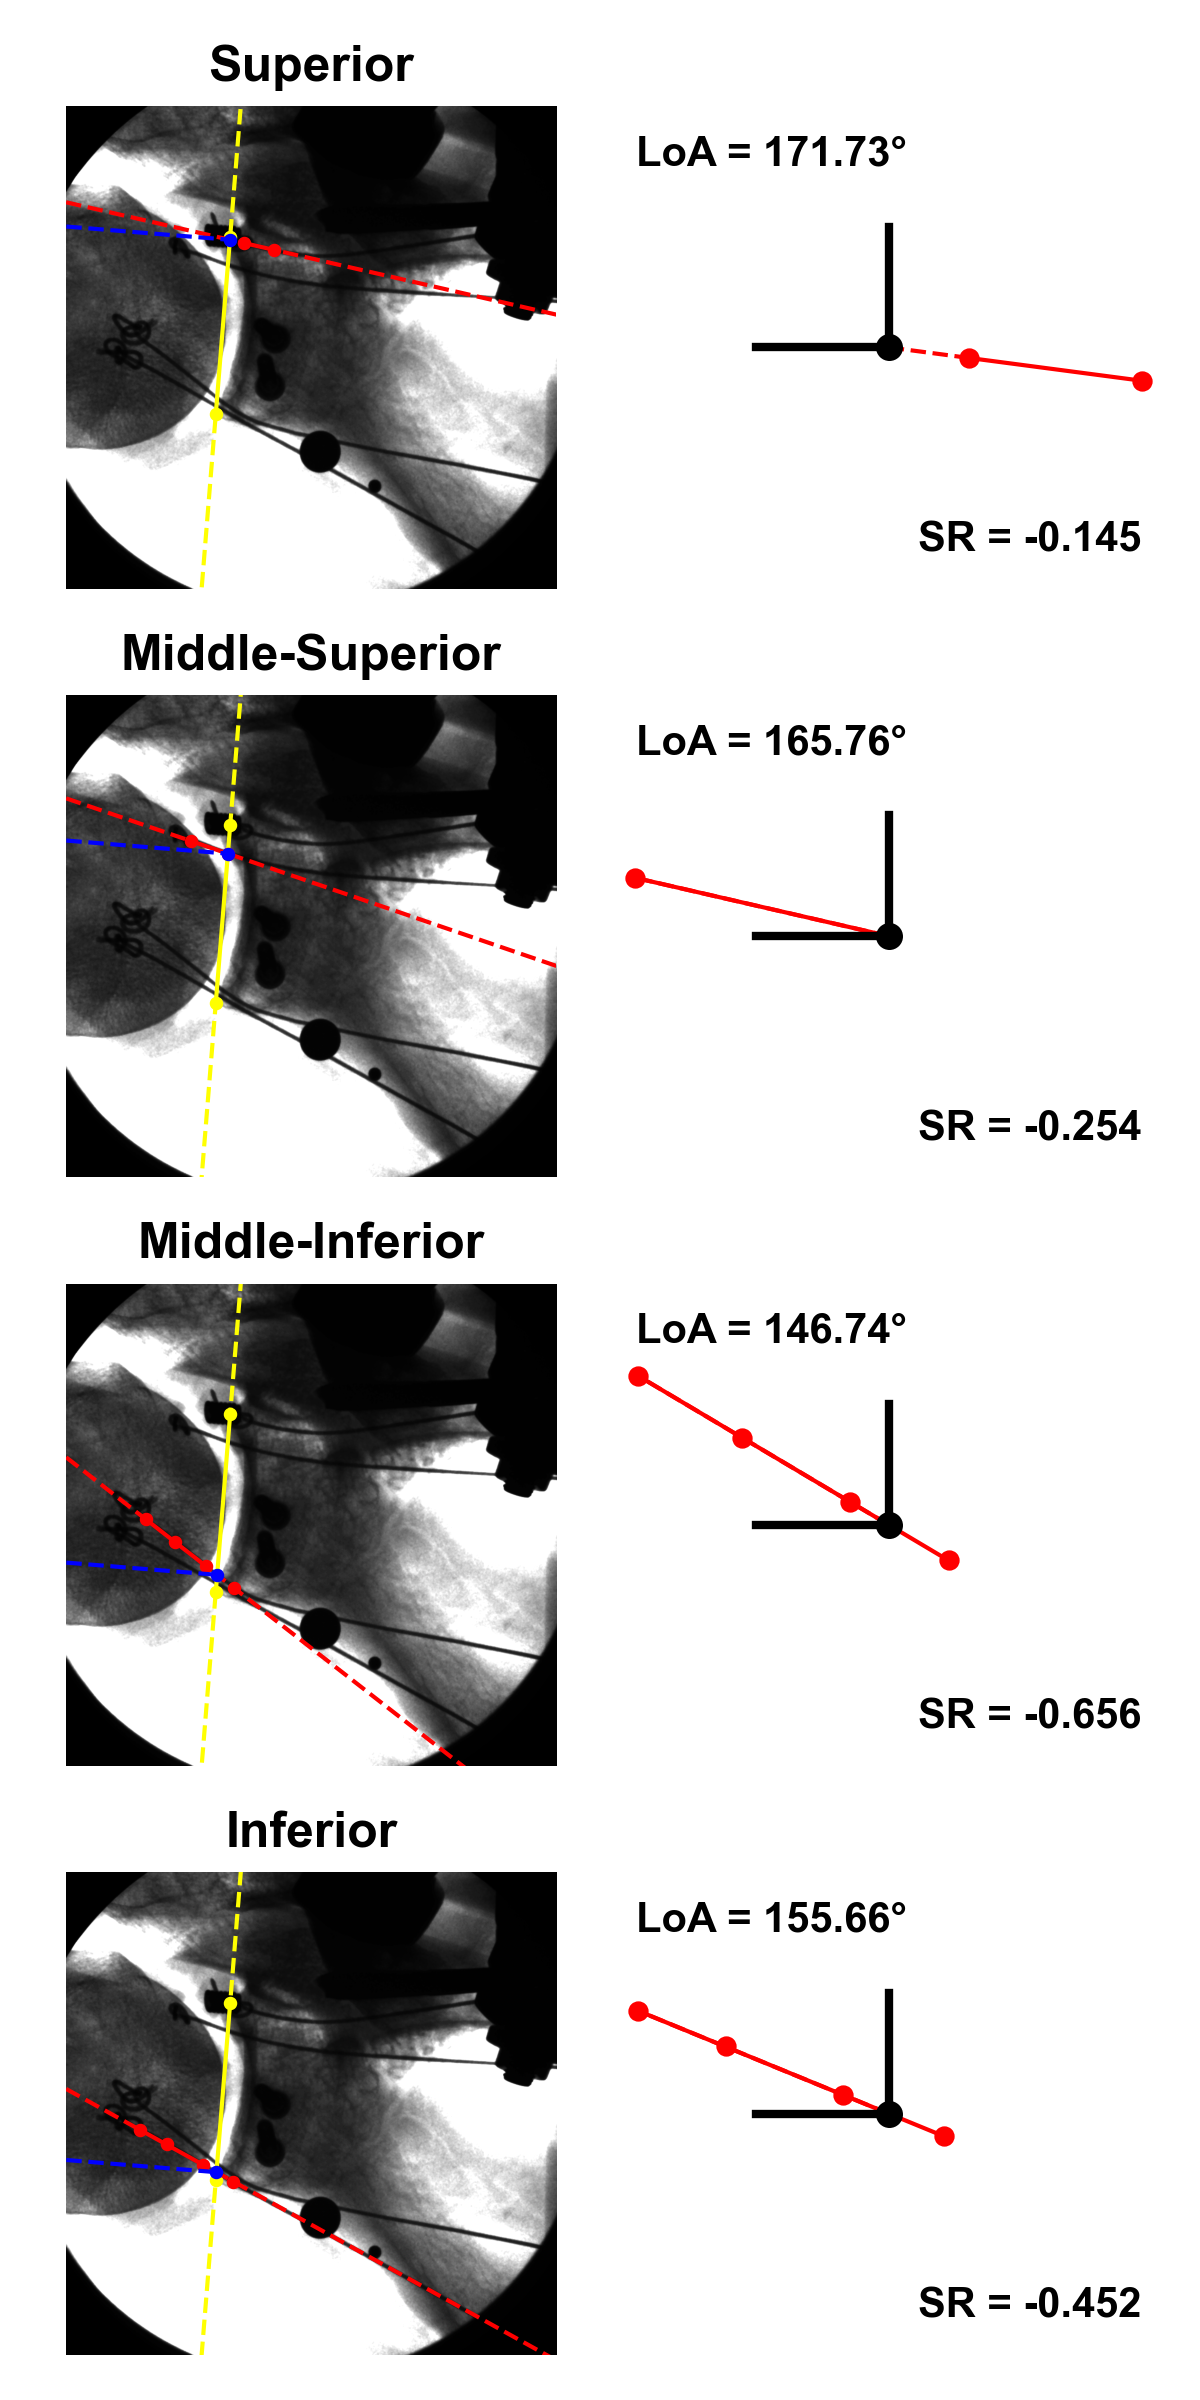 Superior
LoA = 171.73°
SR = -0.145
Middle-Superior
LoA = 165.76°
SR = -0.254
Middle-Inferior
LoA = 146.74°
SR = -0.656
Inferior
LoA = 155.66°
SR = -0.452